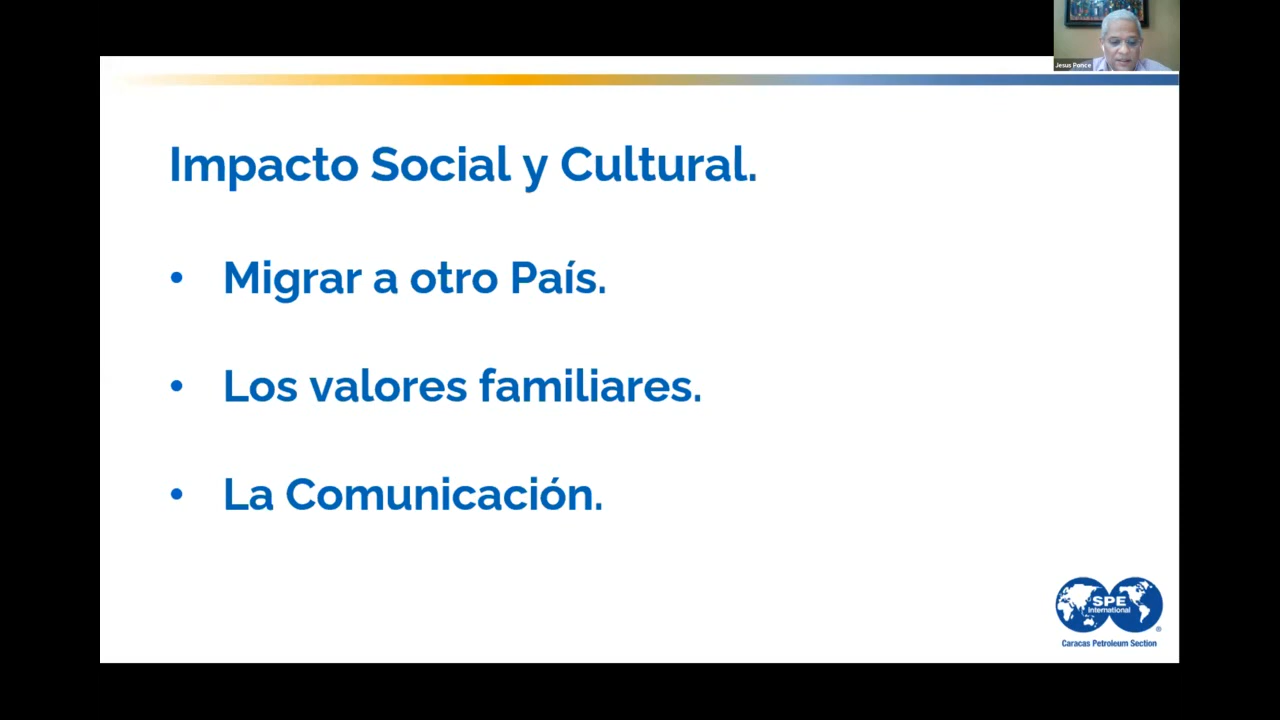 Jesus Ponce
Impacto Social y Cultural.
• Migrar a otro País.
• Los valores familiares.
• La Comunicación.
SPE
International
®
Caracas Petroleum Section